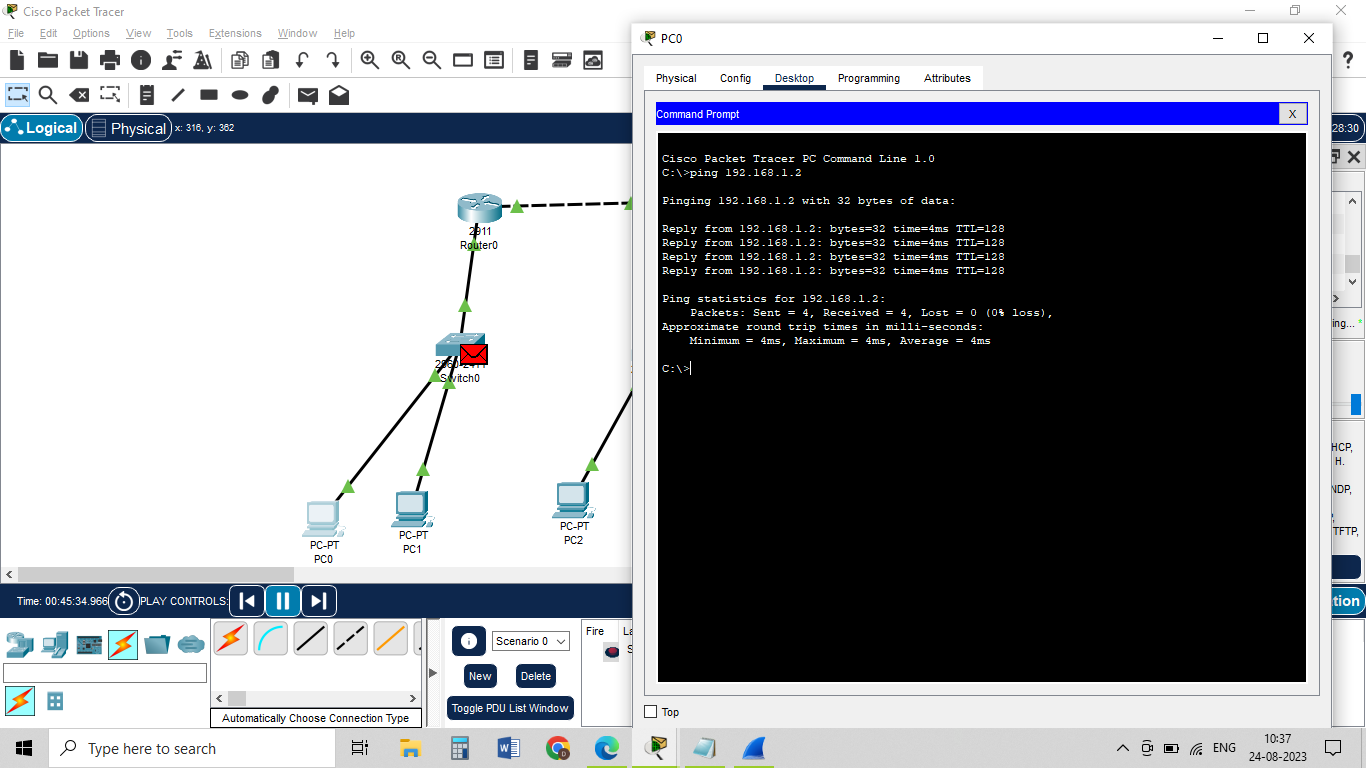 Cisco Packet Tracer
File Edit Options View Tools Extensions Window Help
Logical
Physical
x: 316, y: 362
2911
Router0
Switch0
PC-PT
PC0
PC-PT
PC1
PC-PT
PC2
Time: 00:45:34.966
PLAY CONTROLS:
Automatically Choose Connection Type
Scenario 0
New
Delete
Toggle PDU List Window
Fire
La
S
PC0
Physical Config Desktop Programming Attributes
Command Prompt
X
Cisco Packet Tracer PC Command Line 1.0
C:\>ping 192.168.1.2
Pinging 192.168.1.2 with 32 bytes of data:
Reply from 192.168.1.2: bytes=32 time=4ms TTL=128
Reply from 192.168.1.2: bytes=32 time=4ms TTL=128
Reply from 192.168.1.2: bytes=32 time=4ms TTL=128
Reply from 192.168.1.2: bytes=32 time=4ms TTL=128
Ping statistics for 192.168.1.2:
Packets: Sent = 4, Received = 4, Lost = 0 (0% loss),
Approximate round trip times in milli-seconds:
Minimum = 4ms, Maximum = 4ms, Average = 4ms
C:\>
Top
28:30
ing...*
HCP,
H.
NDP,
TFTP,
tion
Type here to search
ENG
10:37
24-08-2023